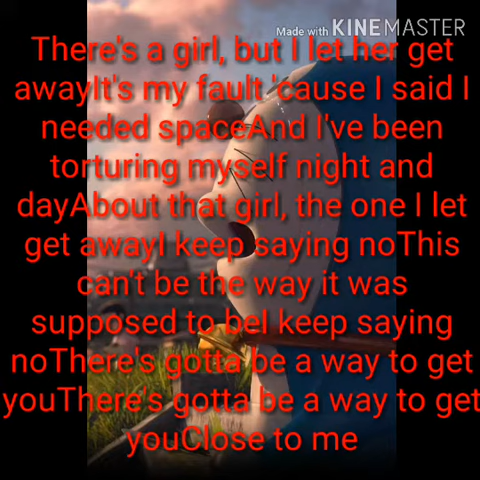 Made with KINEMASTER
There's a girl, but I let her get
awayIt's my fault 'cause I said I
needed spaceAnd I've been
torturing myself night and
dayAbout that girl, the one I let
get awayI keep saying noThis
can't be the way it was
supposed to beI keep saying
noThere's gotta be a way to get
youThere's gotta be a way to get
youClose to me